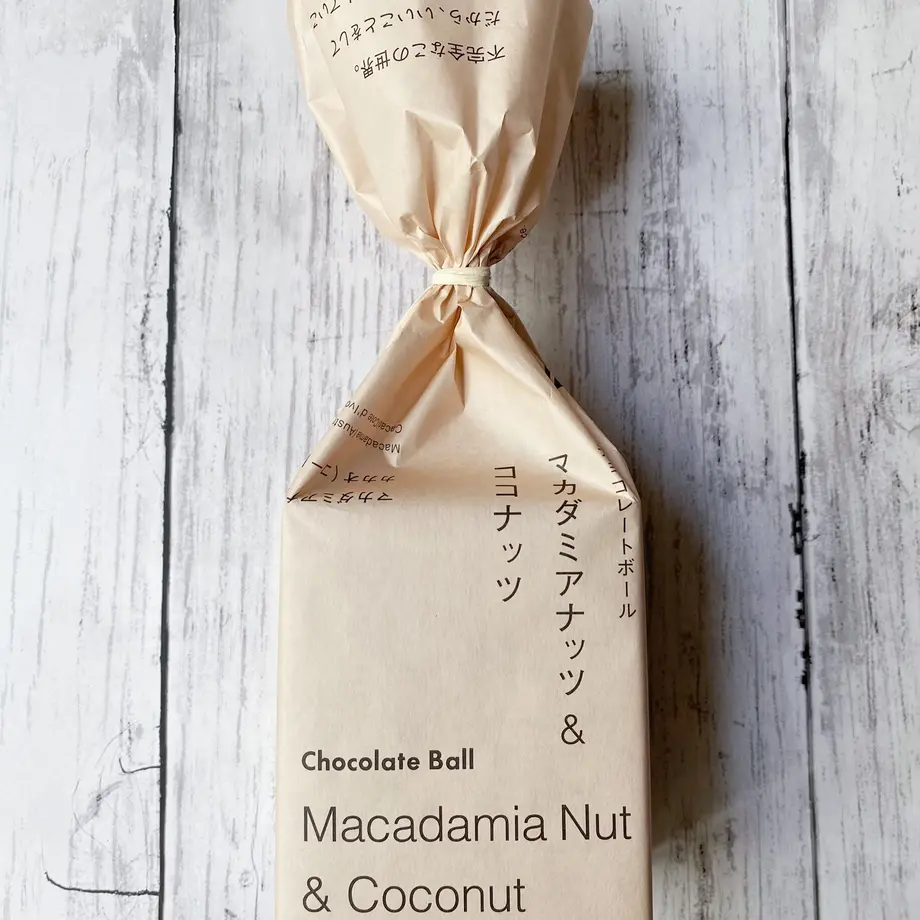 不完全なこの世界。
だから、いいことをして
チョコレートボール
マカダミアナッツ &
ココナッツ
Chocolate Ball
Macadamia Nut
& Coconut